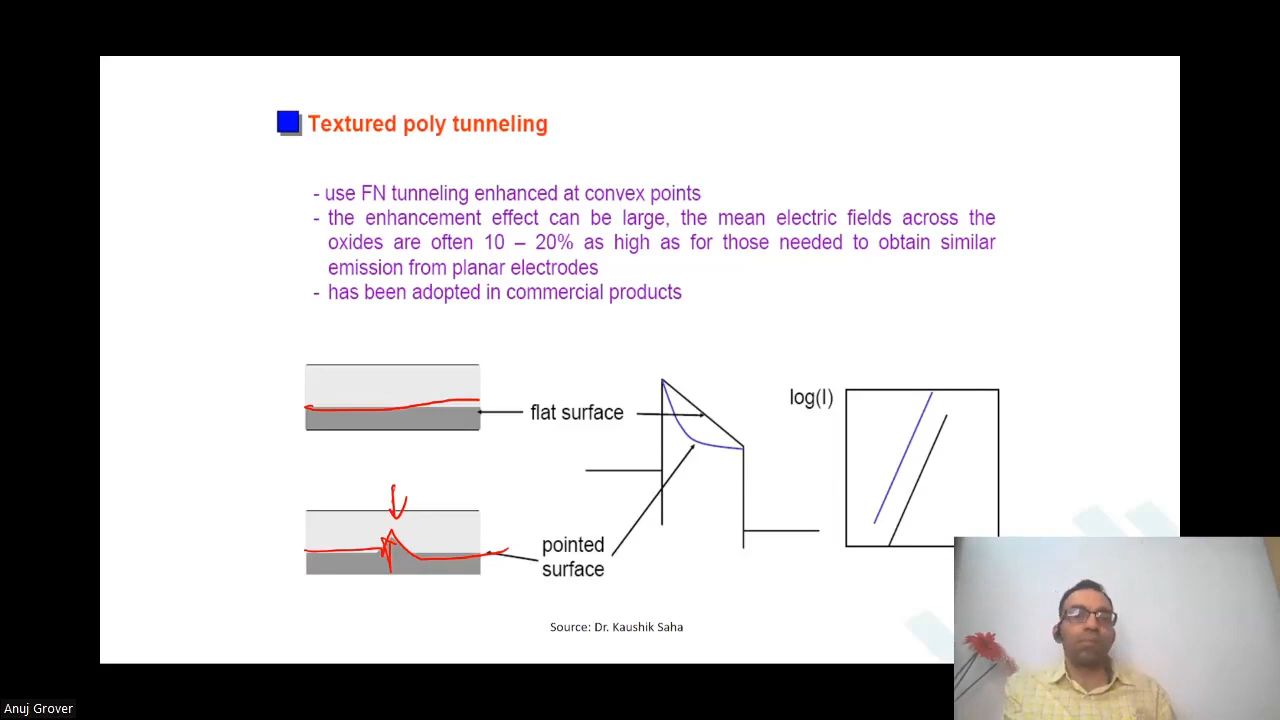 Textured poly tunneling
- use FN tunneling enhanced at convex points
- the enhancement effect can be large, the mean electric fields across the
oxides are often 10 – 20% as high as for those needed to obtain similar
emission from planar electrodes
- has been adopted in commercial products
flat surface
log(I)
pointed
surface
Source: Dr. Kaushik Saha
Anuj Grover